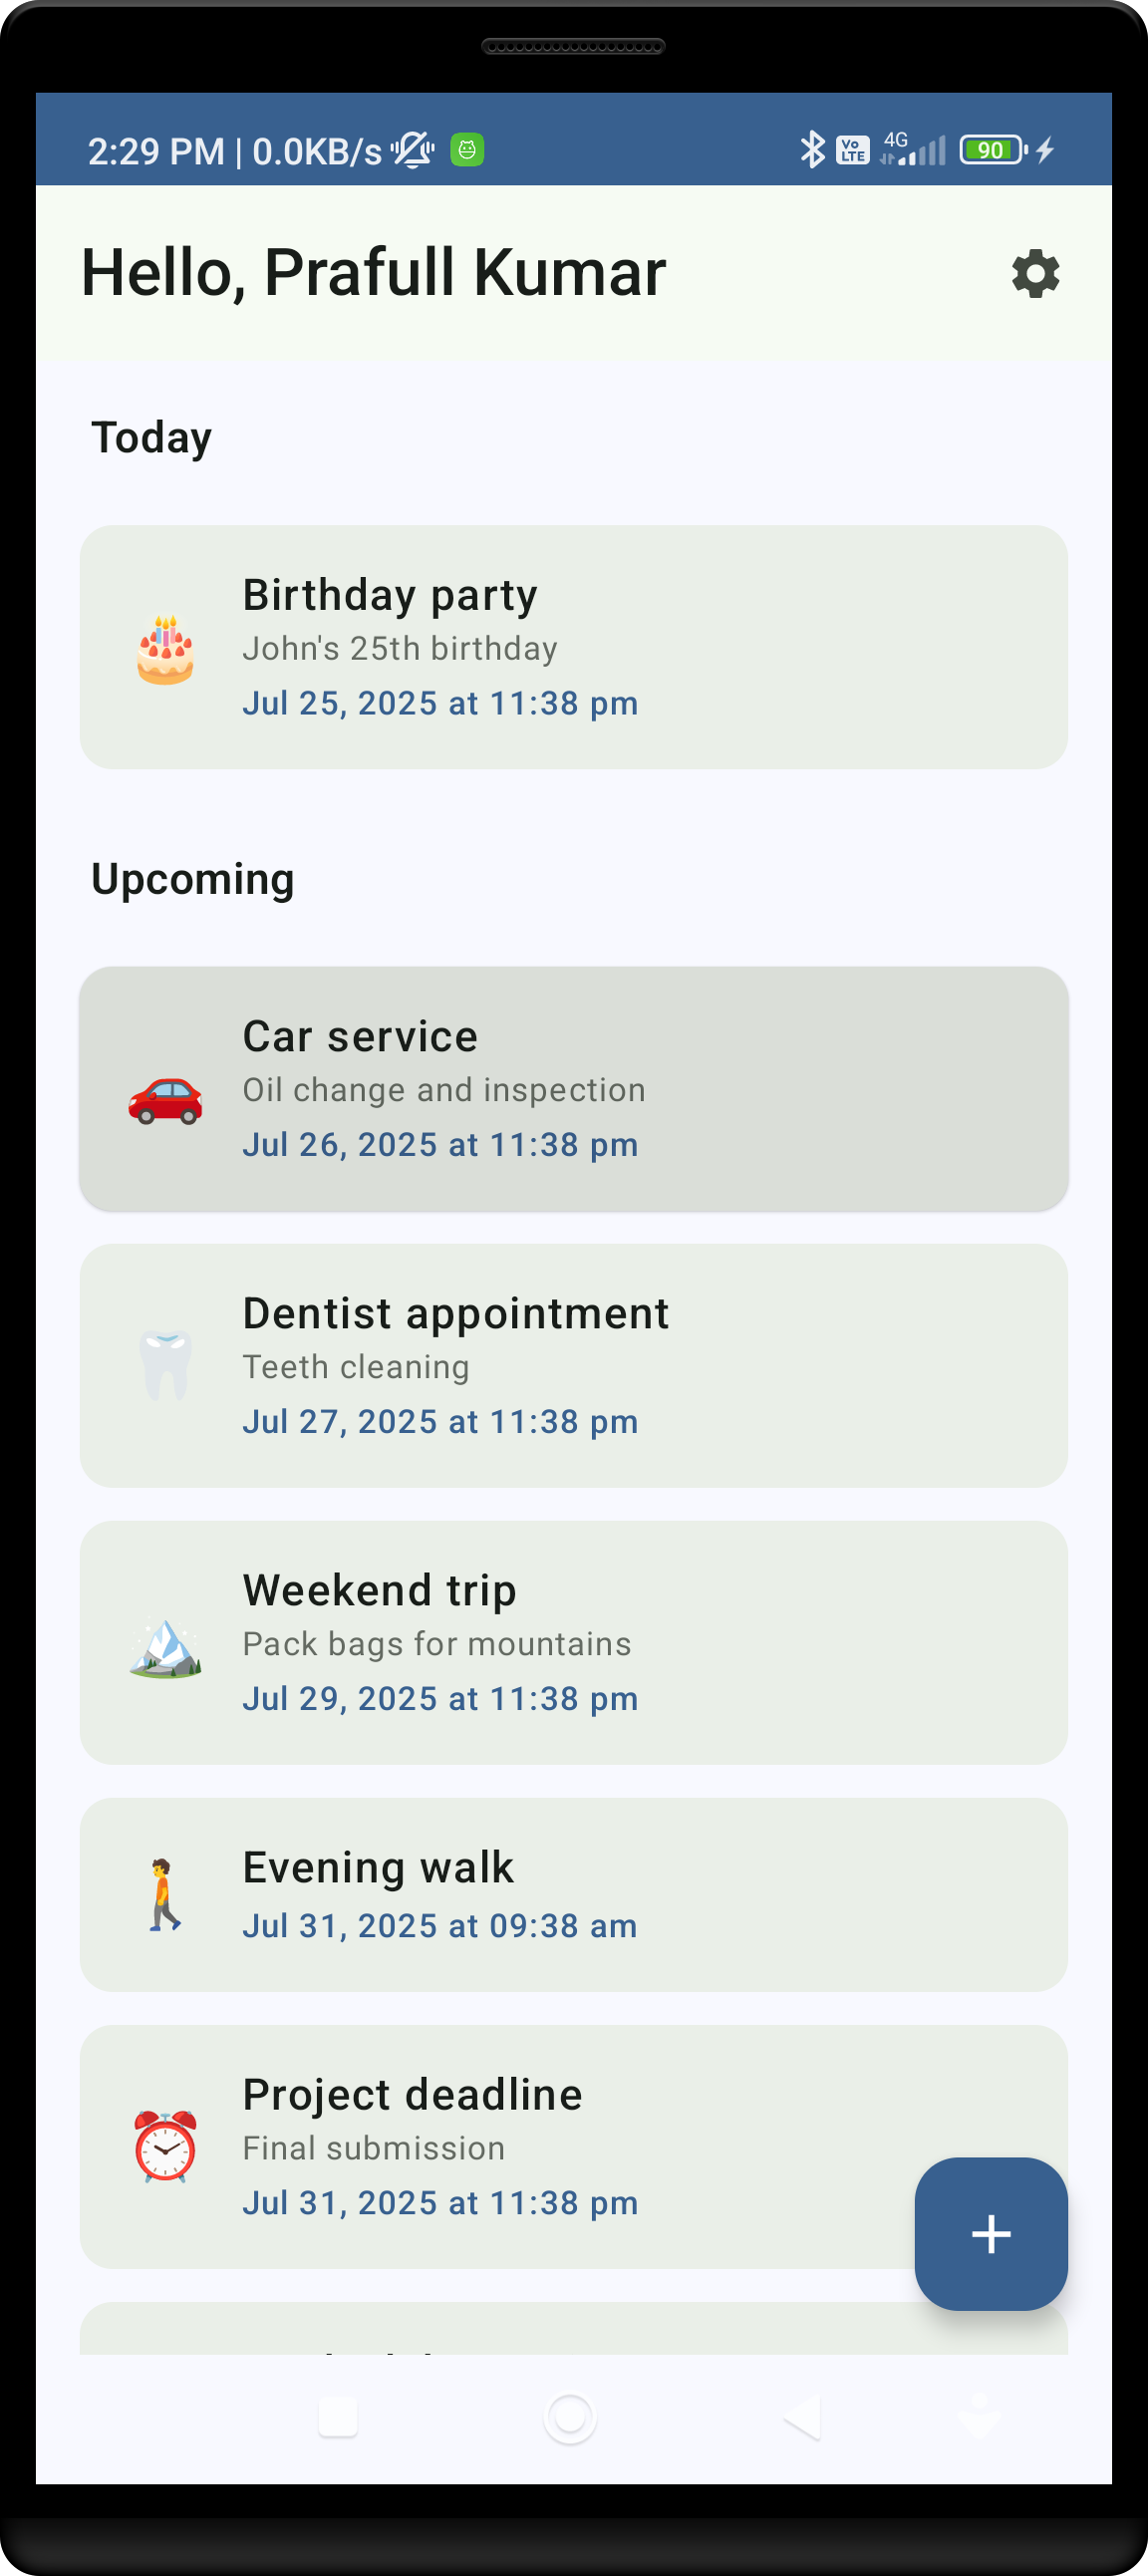 2:29 PM | 0.0KB/s
Vo LTE
4G
90
Hello, Prafull Kumar
Today
Birthday party
John's 25th birthday
Jul 25, 2025 at 11:38 pm
Upcoming
Car service
Oil change and inspection
Jul 26, 2025 at 11:38 pm
Dentist appointment
Teeth cleaning
Jul 27, 2025 at 11:38 pm
Weekend trip
Pack bags for mountains
Jul 29, 2025 at 11:38 pm
Evening walk
Jul 31, 2025 at 09:38 am
Project deadline
Final submission
Jul 31, 2025 at 11:38 pm
+